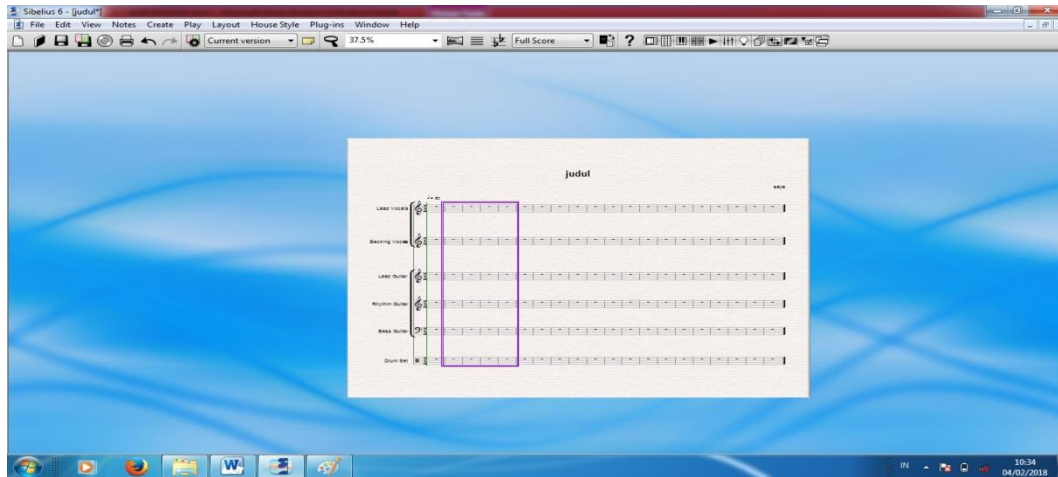 Sibelius 6 - [judul*]
File Edit View Notes Create Play Layout House Style Plug-ins Window Help
Current version 37.5% Full Score ?
judul
Lead Vocals
Backing Vocals
Lead Guitar
Rhythm Guitar
Bass Guitar
Drum Set
W
IN 10:34
04/02/2018